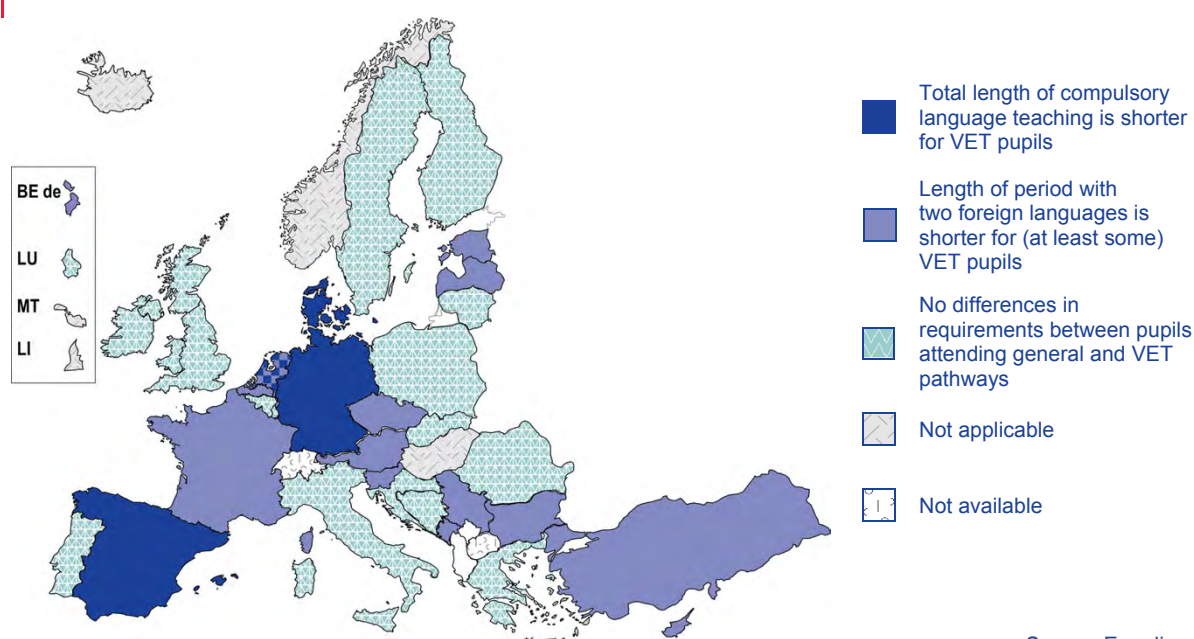 BE de
LU
MT
LI
Total length of compulsory
language teaching is shorter
for VET pupils
Length of period with
two foreign languages is
shorter for (at least some)
VET pupils
No differences in
requirements between pupils
attending general and VET
pathways
Not applicable
Not available